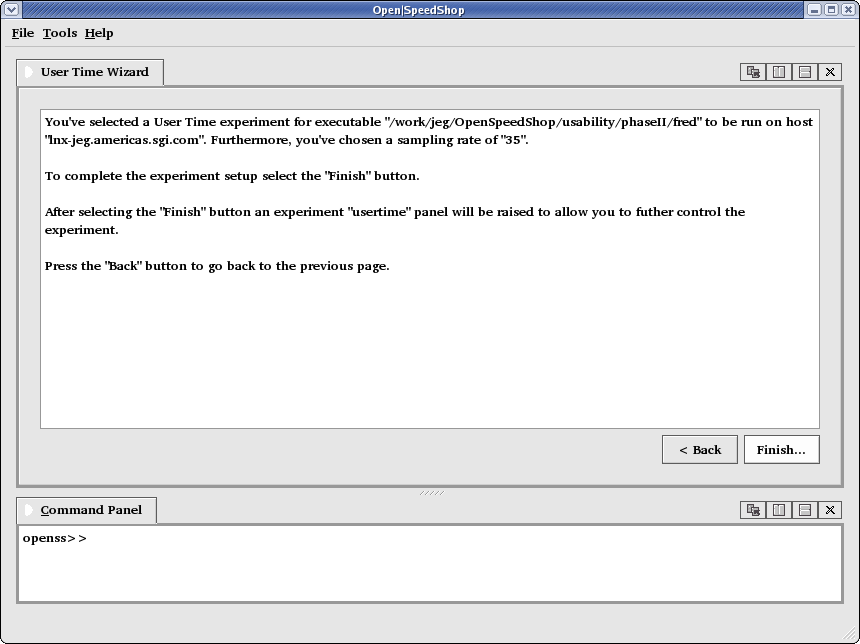 Open|SpeedShop
File Tools Help
User Time Wizard
You've selected a User Time experiment for executable "/work/jeg/OpenSpeedShop/usability/phaseII/fred" to be run on host
"lnx-jeg.americas.sgi.com". Furthermore, you've chosen a sampling rate of "35".
To complete the experiment setup select the "Finish" button.
After selecting the "Finish" button an experiment "usertime" panel will be raised to allow you to futher control the
experiment.
Press the "Back" button to go back to the previous page.
< Back Finish...
Command Panel
openss>>